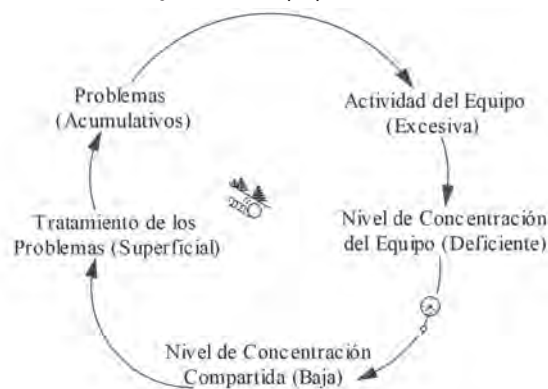 Problemas
(Acumulativos)
Actividad del Equipo
(Excesiva)
Nivel de Concentración
del Equipo (Deficiente)
Nivel de Concentración
Compartida (Baja)
Tratamiento de los
Problemas (Superficial)